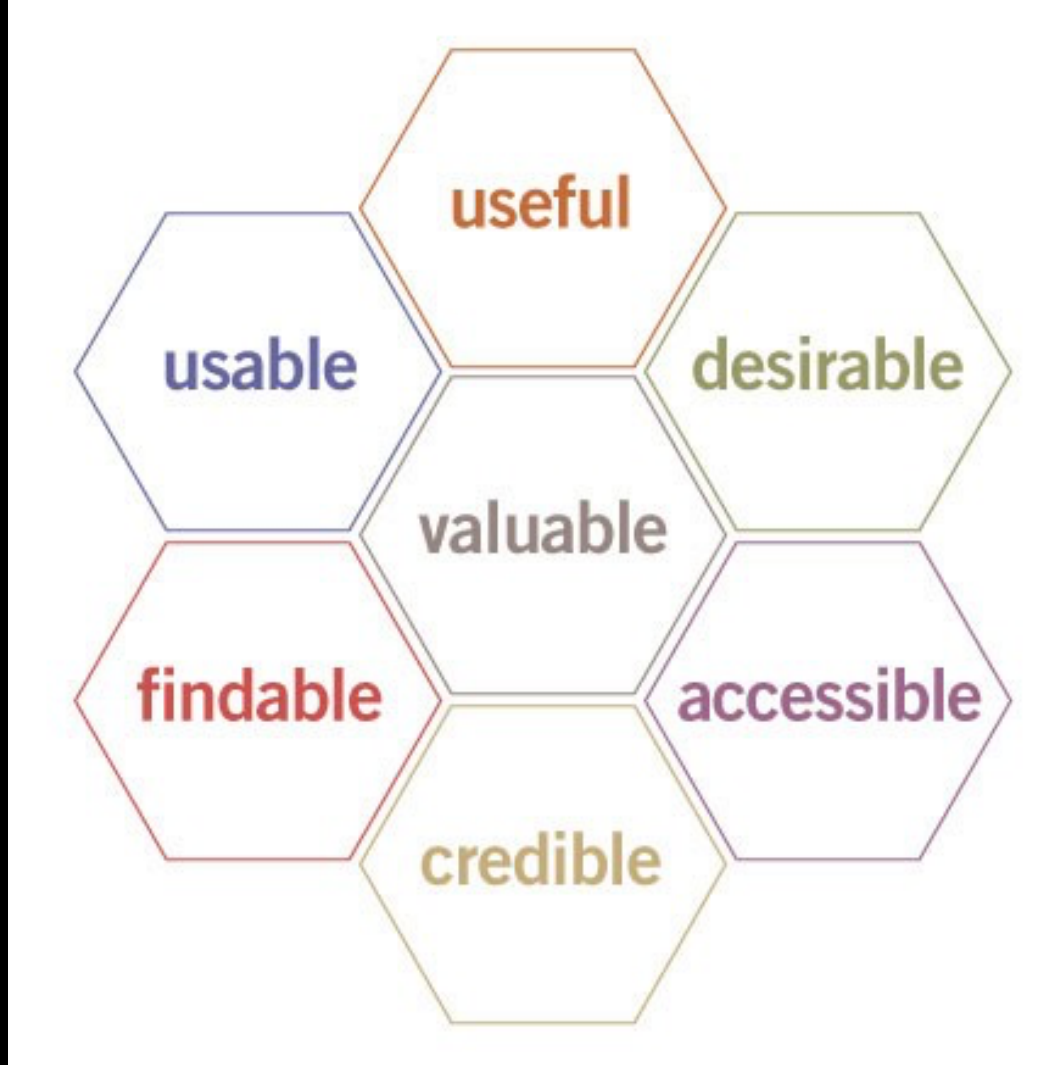 useful
usable
desirable
valuable
findable
accessible
credible